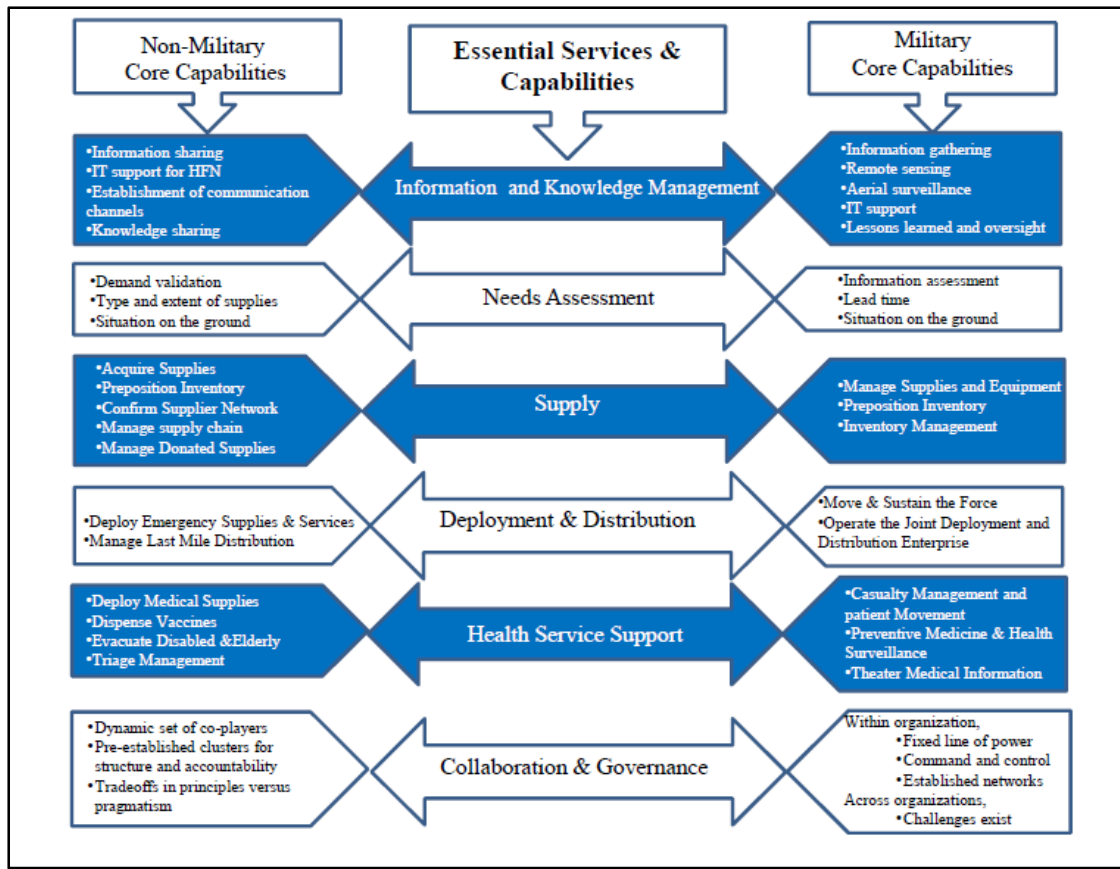 Non-Military
Core Capabilities
Essential Services &
Capabilities
Military
Core Capabilities
•Information sharing
•IT support for HFN
•Establishment of communication
channels
•Knowledge sharing
Information and Knowledge Management
•Information gathering
•Remote sensing
•Aerial surveillance
•IT support
•Lessons learned and oversight
•Demand validation
•Type and extent of supplies
•Situation on the ground
Needs Assessment
•Information assessment
•Lead time
•Situation on the ground
•Acquire Supplies
•Preposition Inventory
•Confirm Supplier Network
•Manage supply chain
•Manage Donated Supplies
Supply
•Manage Supplies and Equipment
•Preposition Inventory
•Inventory Management
•Deploy Emergency Supplies & Services
•Manage Last Mile Distribution
Deployment & Distribution
•Move & Sustain the Force
•Operate the Joint Deployment and
Distribution Enterprise
•Deploy Medical Supplies
•Dispense Vaccines
•Evacuate Disabled &Elderly
•Triage Management
Health Service Support
•Casualty Management and
patient Movement
•Preventive Medicine & Health
Surveillance
•Theater Medical Information
•Dynamic set of co-players
•Pre-established clusters for
structure and accountability
•Tradeoffs in principles versus
pragmatism
Collaboration & Governance
Within organization,
•Fixed line of power
•Command and control
•Established networks
Across organizations,
•Challenges exist